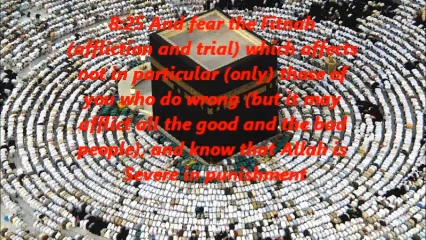 8:25 And fear the Fitnah
(affliction and trial) which affects
not in particular (only) those of
you who do wrong (but it may
afflict all the good and the bad
people), and know that Allah is
Severe in punishment